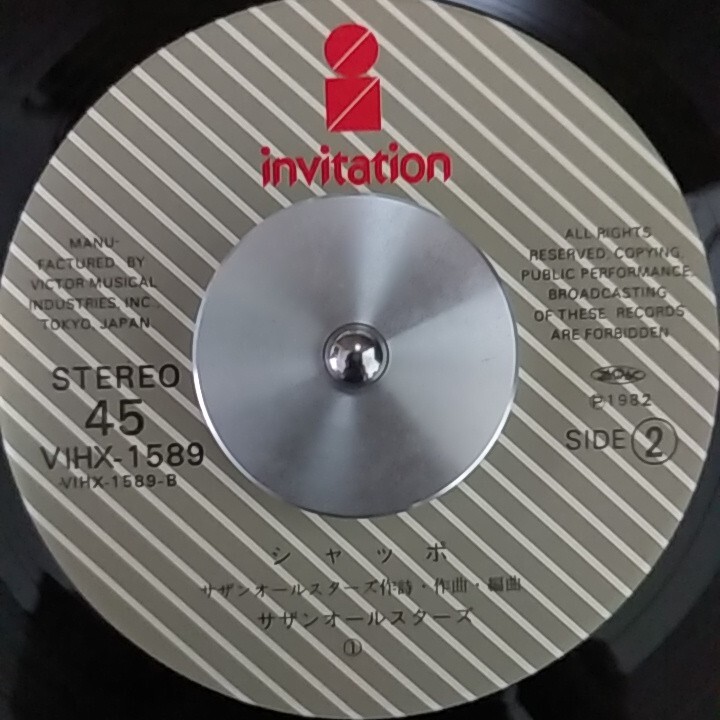 invitation
MANU-
FACTURED BY
VICTOR MUSICAL
INDUSTRIES, INC.
TOKYO, JAPAN
ALL RIGHTS
RESERVED. COPYING,
PUBLIC PERFORMANCE,
BROADCASTING
OF THESE RECORDS
ARE FORBIDDEN
STEREO
45
VIHX-1589
VIHX-1589-B
℗1982
SIDE ②
シャッポ
サザンオールスターズ作詩・作曲・編曲
サザンオールスターズ
①